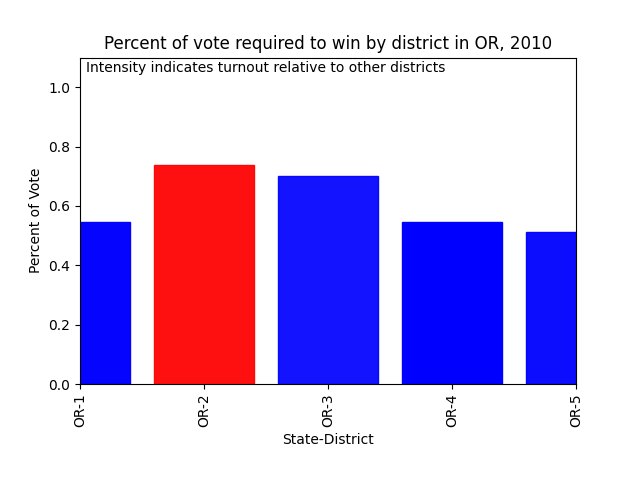 Percent of vote required to win by district in OR, 2010
Intensity indicates turnout relative to other districts
1.0
0.8
0.6
0.4
0.2
0.0
Percent of Vote
OR-1
OR-2
OR-3
OR-4
OR-5
State-District